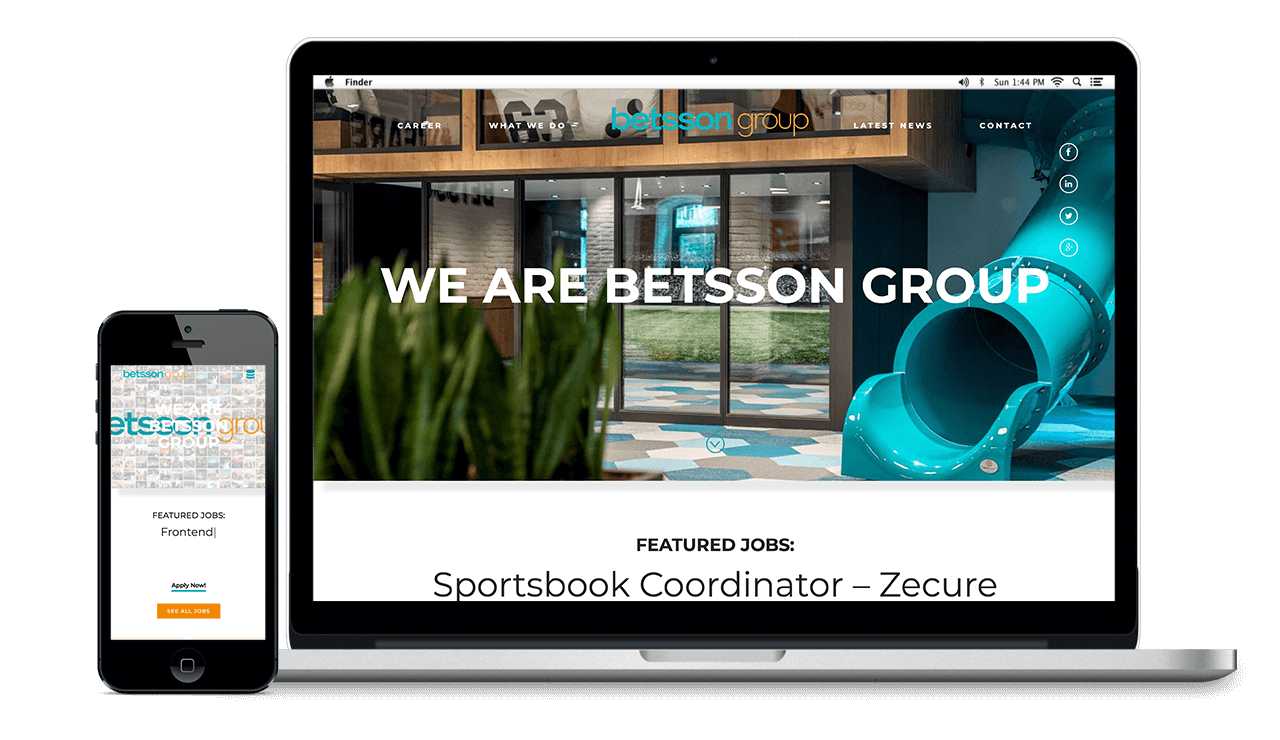 Finder
Sun 1:44 PM
CAREER
WHAT WE DO
betsson group
LATEST NEWS
CONTACT
WE ARE BETSSON GROUP
FEATURED JOBS:
Sportsbook Coordinator – Zecure
betsson group
WE ARE
BETSSON
GROUP
FEATURED JOBS:
Frontend|
Apply Now!
SEE ALL JOBS